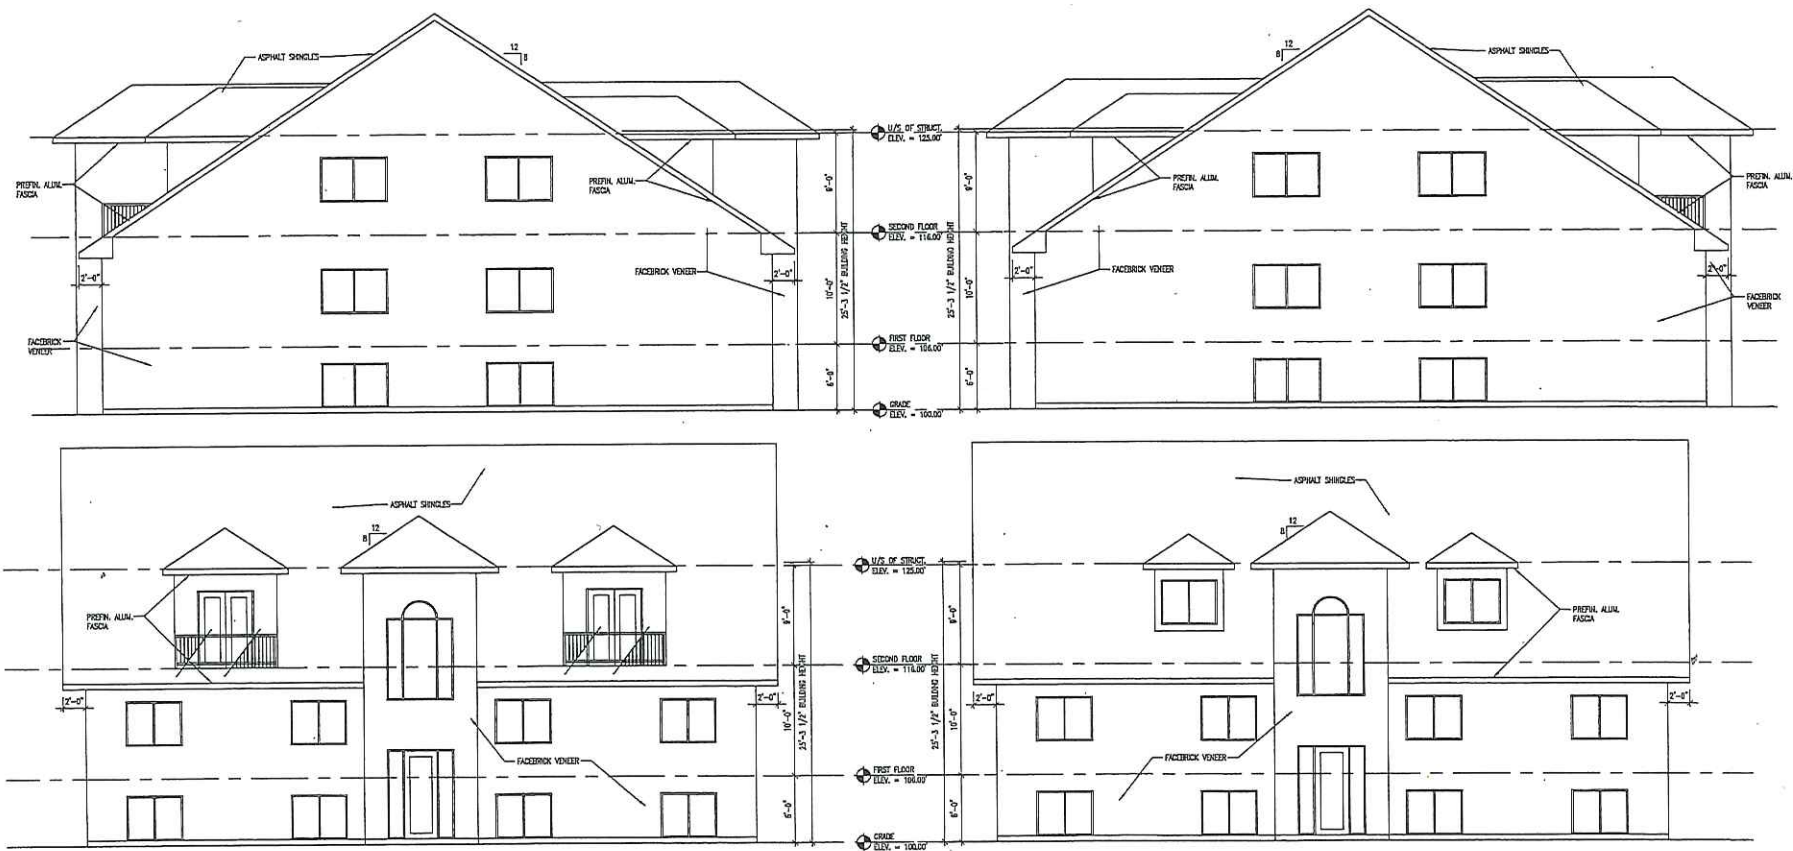 ASPHALT SHINGLES
12
8
PREFIN. ALUM.
FASCIA
PREFIN. ALUM.
FASCIA
2'-0"
2'-0"
FACEBRICK VENEER
FACEBRICK
VENEER
9'-0"
10'-0"
6'-0"
25'-3 1/2" BUILDING HEIGHT
U/S OF STRUCT.
ELEV. = 125.00'
SECOND FLOOR
ELEV. = 116.00'
FIRST FLOOR
ELEV. = 106.00'
GRADE
ELEV. = 100.00'
25'-3 1/2" BUILDING HEIGHT
9'-0"
10'-0"
6'-0"
12
8
ASPHALT SHINGLES
PREFIN. ALUM.
FASCIA
PREFIN. ALUM.
FASCIA
2'-0"
2'-0"
FACEBRICK VENEER
FACEBRICK
VENEER
ASPHALT SHINGLES
12
8
PREFIN. ALUM.
FASCIA
2'-0"
2'-0"
FACEBRICK VENEER
9'-0"
10'-0"
6'-0"
25'-3 1/2" BUILDING HEIGHT
U/S OF STRUCT.
ELEV. = 125.00'
SECOND FLOOR
ELEV. = 116.00'
FIRST FLOOR
ELEV. = 106.00'
GRADE
ELEV. = 100.00'
25'-3 1/2" BUILDING HEIGHT
9'-0"
10'-0"
6'-0"
ASPHALT SHINGLES
12
8
PREFIN. ALUM.
FASCIA
2'-0"
2'-0"
FACEBRICK VENEER